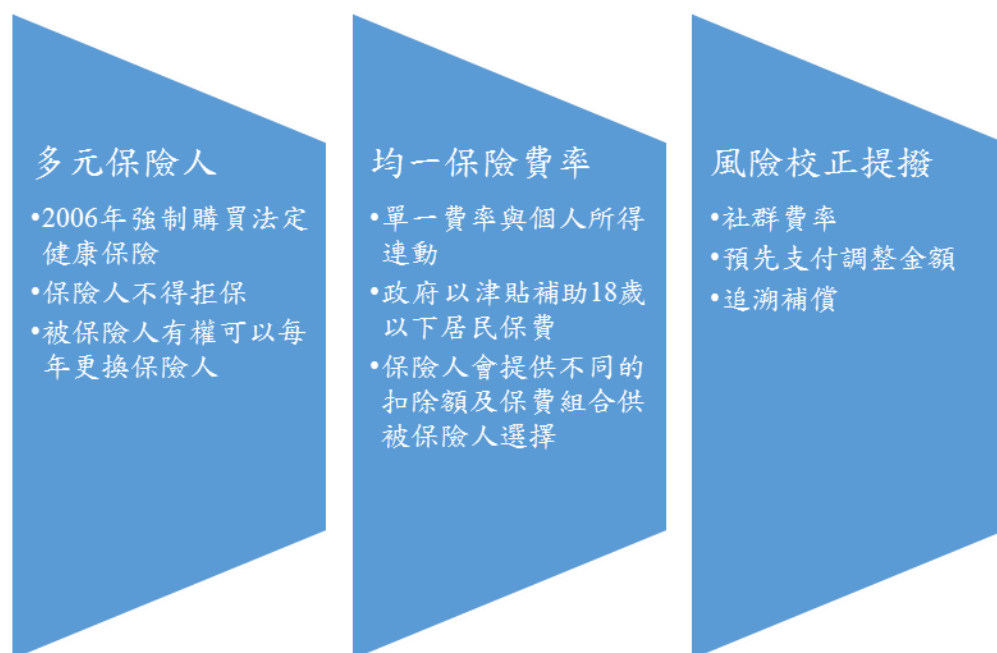 多元保險人
•2006年強制購買法定
健康保險
•保險人不得拒保
•被保險人有權可以每
年更換保險人
均一保險費率
•單一費率與個人所得
連動
•政府以津貼補助18歲
以下居民保費
•保險人會提供不同的
扣除額及保費組合供
被保險人選擇
風險校正提撥
•社群費率
•預先支付調整金額
•追溯補償